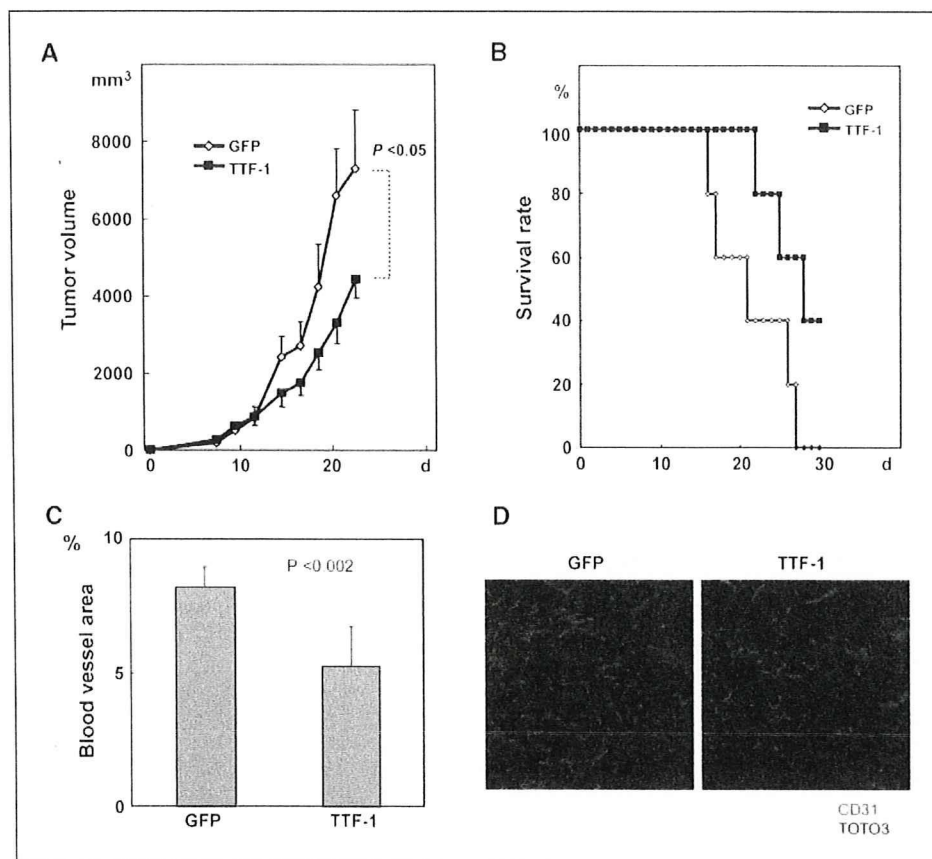 A
mm³
8000
6000
4000
2000
0
Tumor volume
GFP
TTF-1
P <0.05
0 10 20 d
B
%
100
80
60
40
20
0
Survival rate
GFP
TTF-1
0 10 20 30 d
C
%
10
5
0
Blood vessel area
P <0.002
GFP TTF-1
D
GFP TTF-1
CD31
TOTO3